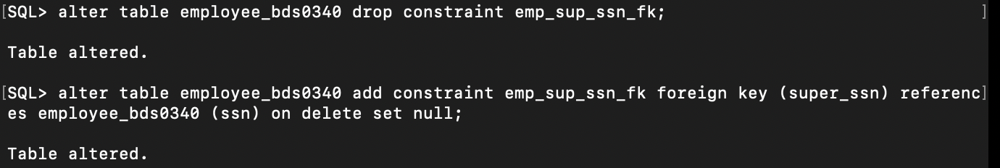 [SQL> alter table employee_bds0340 drop constraint emp_sup_ssn_fk; ]
Table altered.
[SQL> alter table employee_bds0340 add constraint emp_sup_ssn_fk foreign key (super_ssn) referenc]
es employee_bds0340 (ssn) on delete set null;
Table altered.